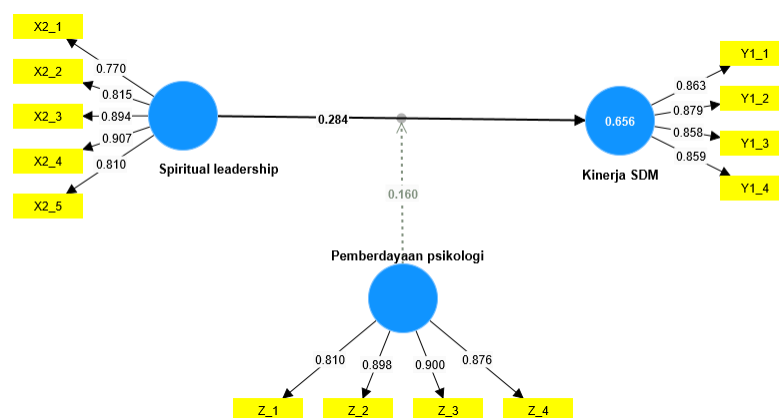 X2_1
X2_2
X2_3
X2_4
X2_5
0.770
0.815
0.894
0.907
0.810
Spiritual leadership
0.284
0.160
0.656
Kinerja SDM
0.863
0.879
0.858
0.859
Y1_1
Y1_2
Y1_3
Y1_4
Pemberdayaan psikologi
0.810
0.898
0.900
0.876
Z_1
Z_2
Z_3
Z_4